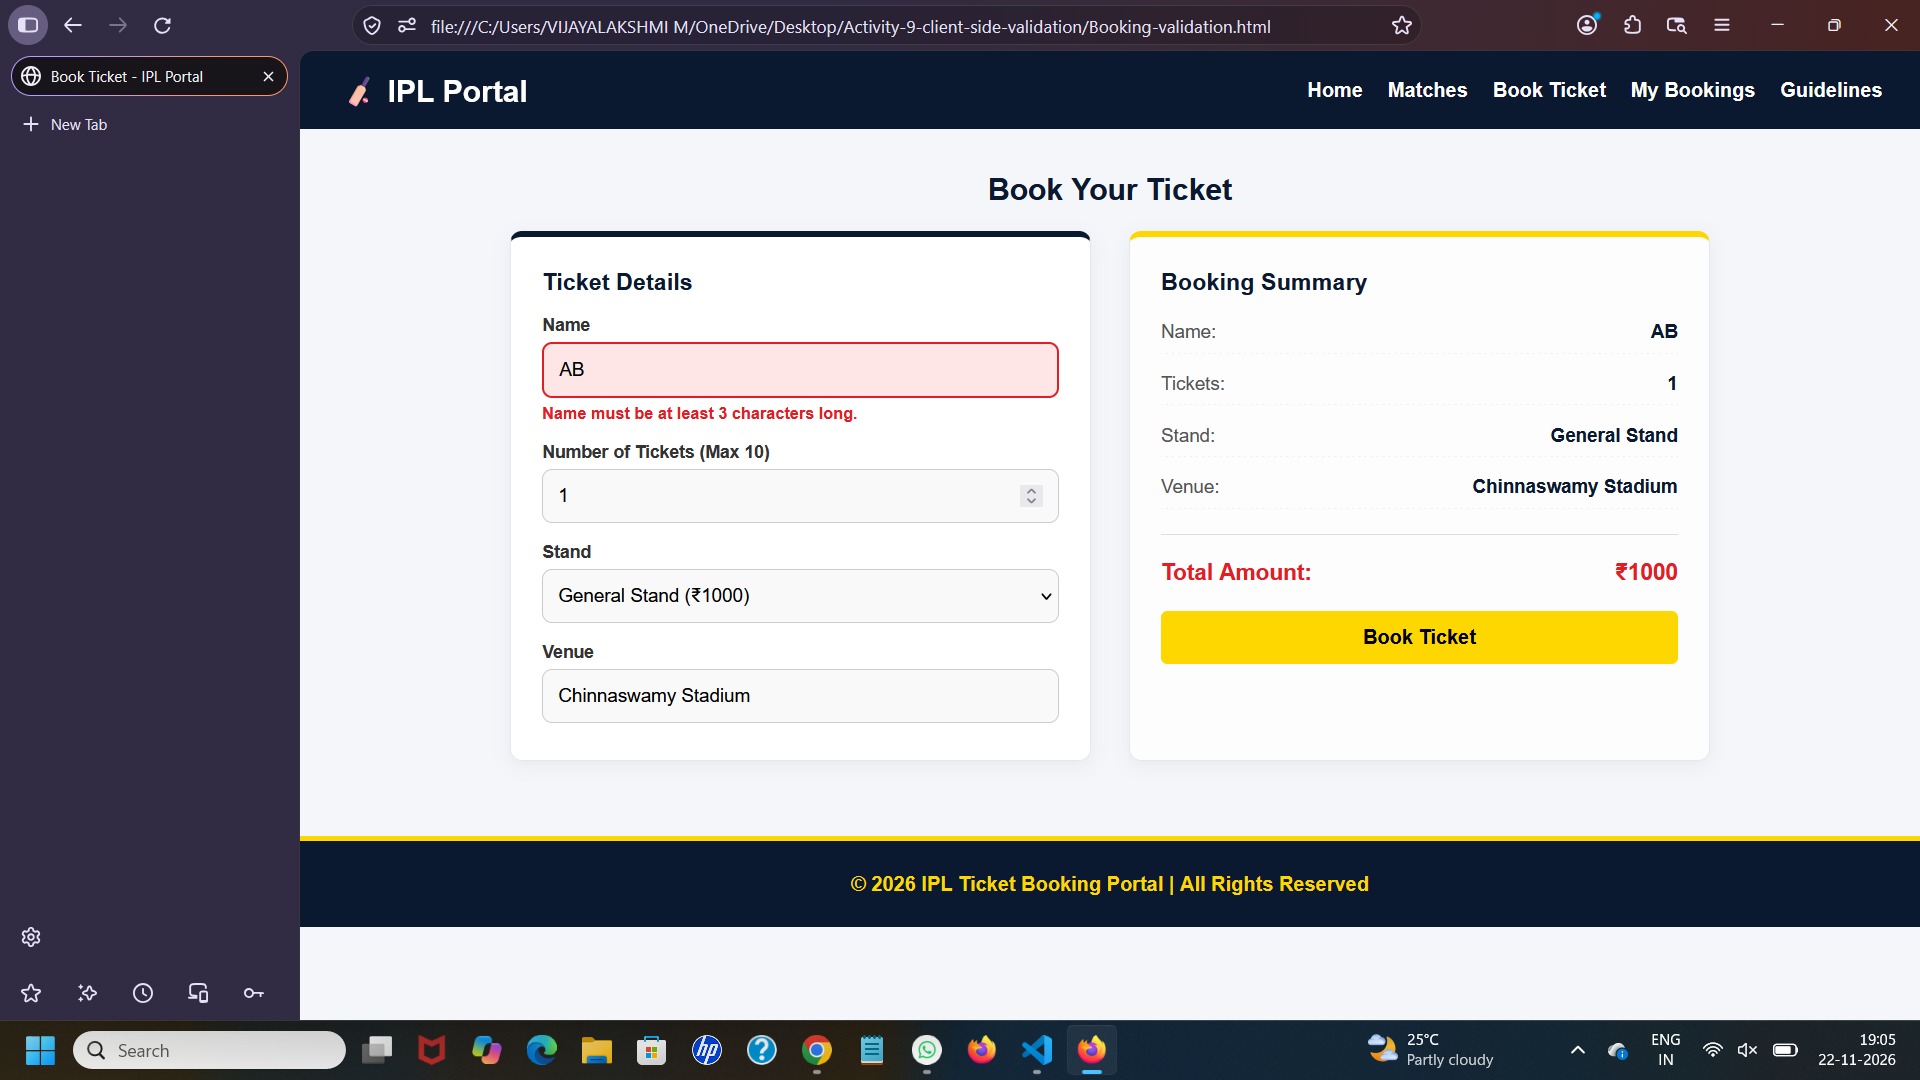 file:///C:/Users/VIJAYALAKSHMI M/OneDrive/Desktop/Activity-9-client-side-validation/Booking-validation.html
Book Ticket - IPL Portal
New Tab
IPL Portal
Home Matches Book Ticket My Bookings Guidelines
Book Your Ticket
Ticket Details
Name
AB
Name must be at least 3 characters long.
Number of Tickets (Max 10)
1
Stand
General Stand (₹1000)
Venue
Chinnaswamy Stadium
Booking Summary
Name: AB
Tickets: 1
Stand: General Stand
Venue: Chinnaswamy Stadium
Total Amount: ₹1000
Book Ticket
© 2026 IPL Ticket Booking Portal | All Rights Reserved
Search
hp
25°C
Partly cloudy
ENG
IN
19:05
22-11-2026